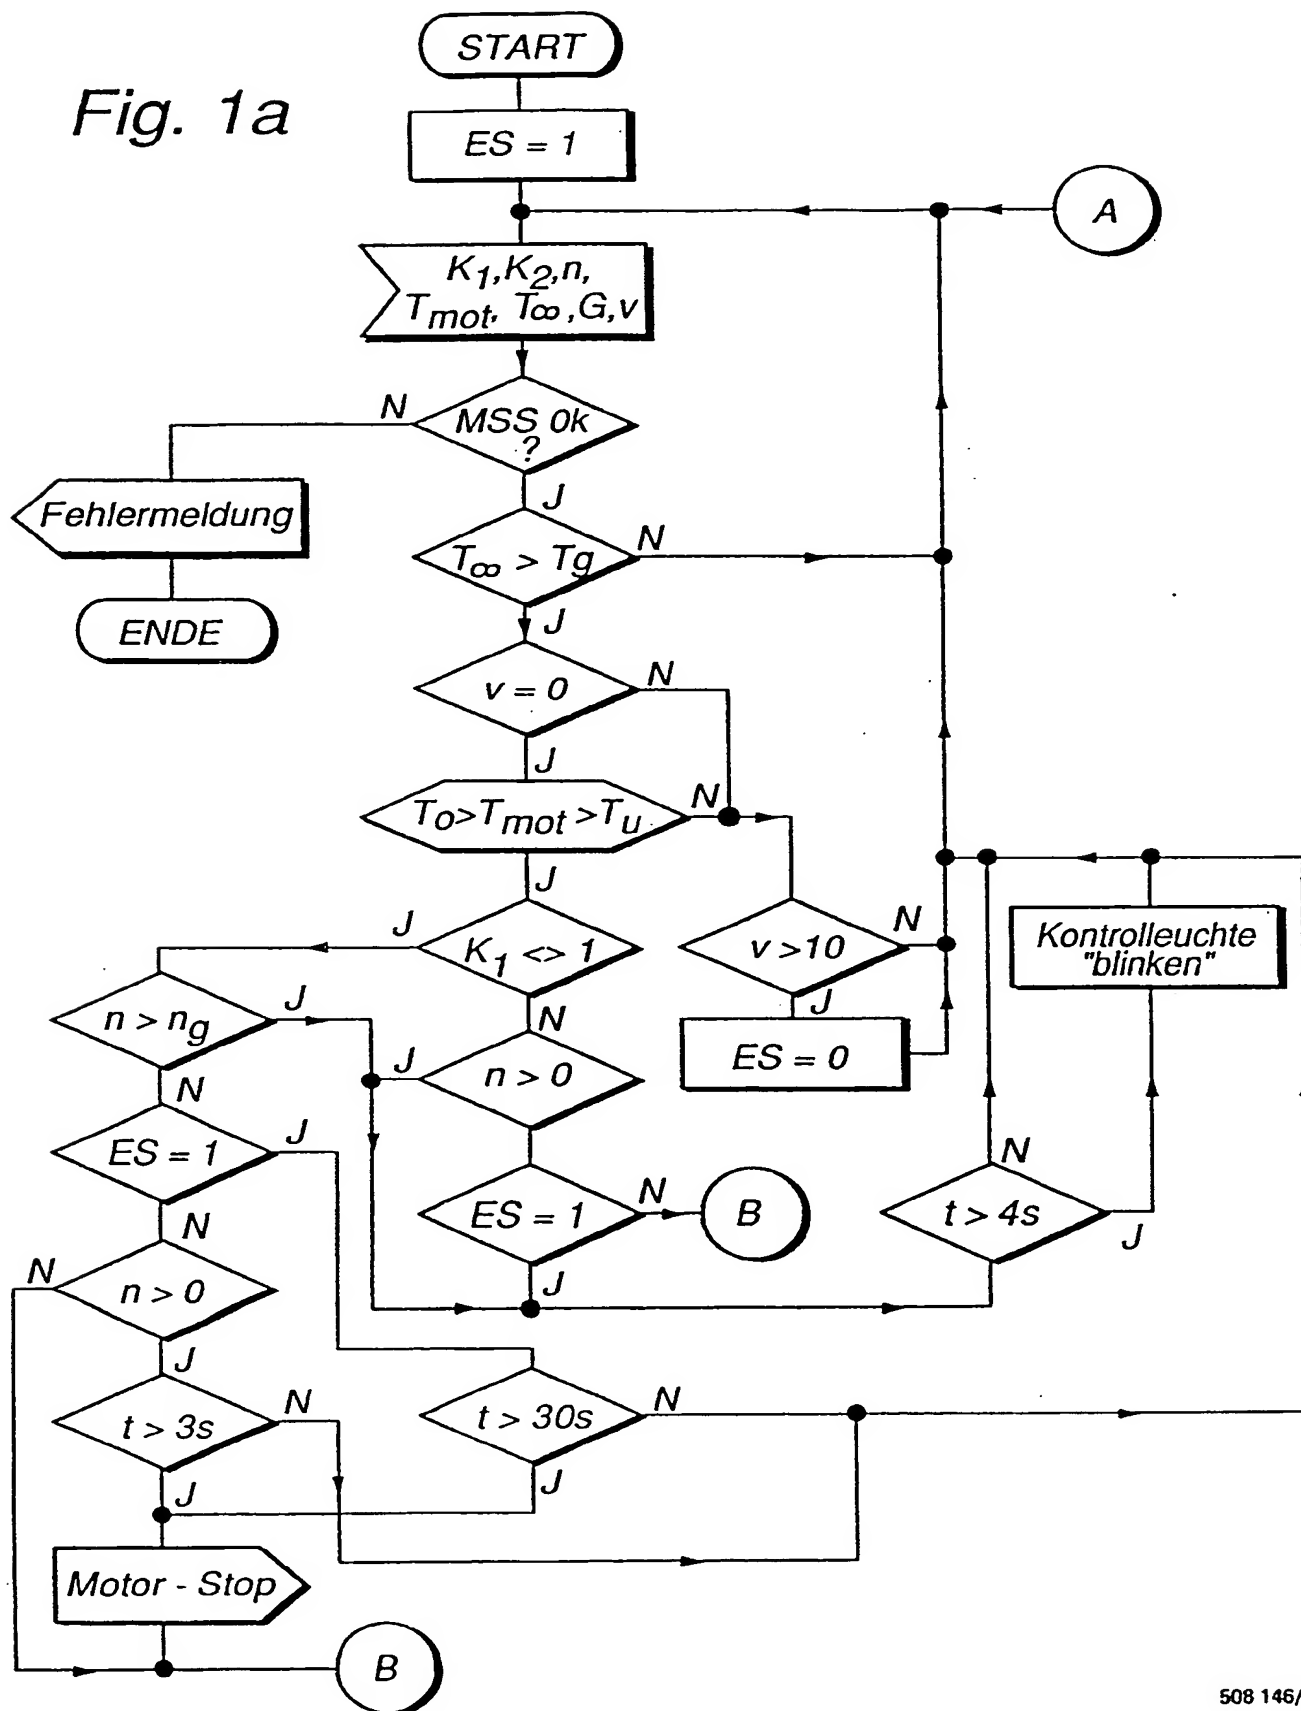 START
Fig. 1a
ES = 1
A
K1,K2,n,
Tmot, T∞,G,v
N
MSS Ok
?
J
Fehlermeldung
T∞ > Tg
N
ENDE
J
v = 0
N
J
To>Tmot>Tu
N
J
J
K1 <> 1
v >10
N
Kontrolleuchte
"blinken"
n > ng
J
N
J
J
n > 0
ES = 0
N
ES = 1
J
N
ES = 1
N
B
t > 4s
J
N
N
n > 0
J
J
t > 3s
N
t > 30s
N
J
J
Motor - Stop
B
508 146/